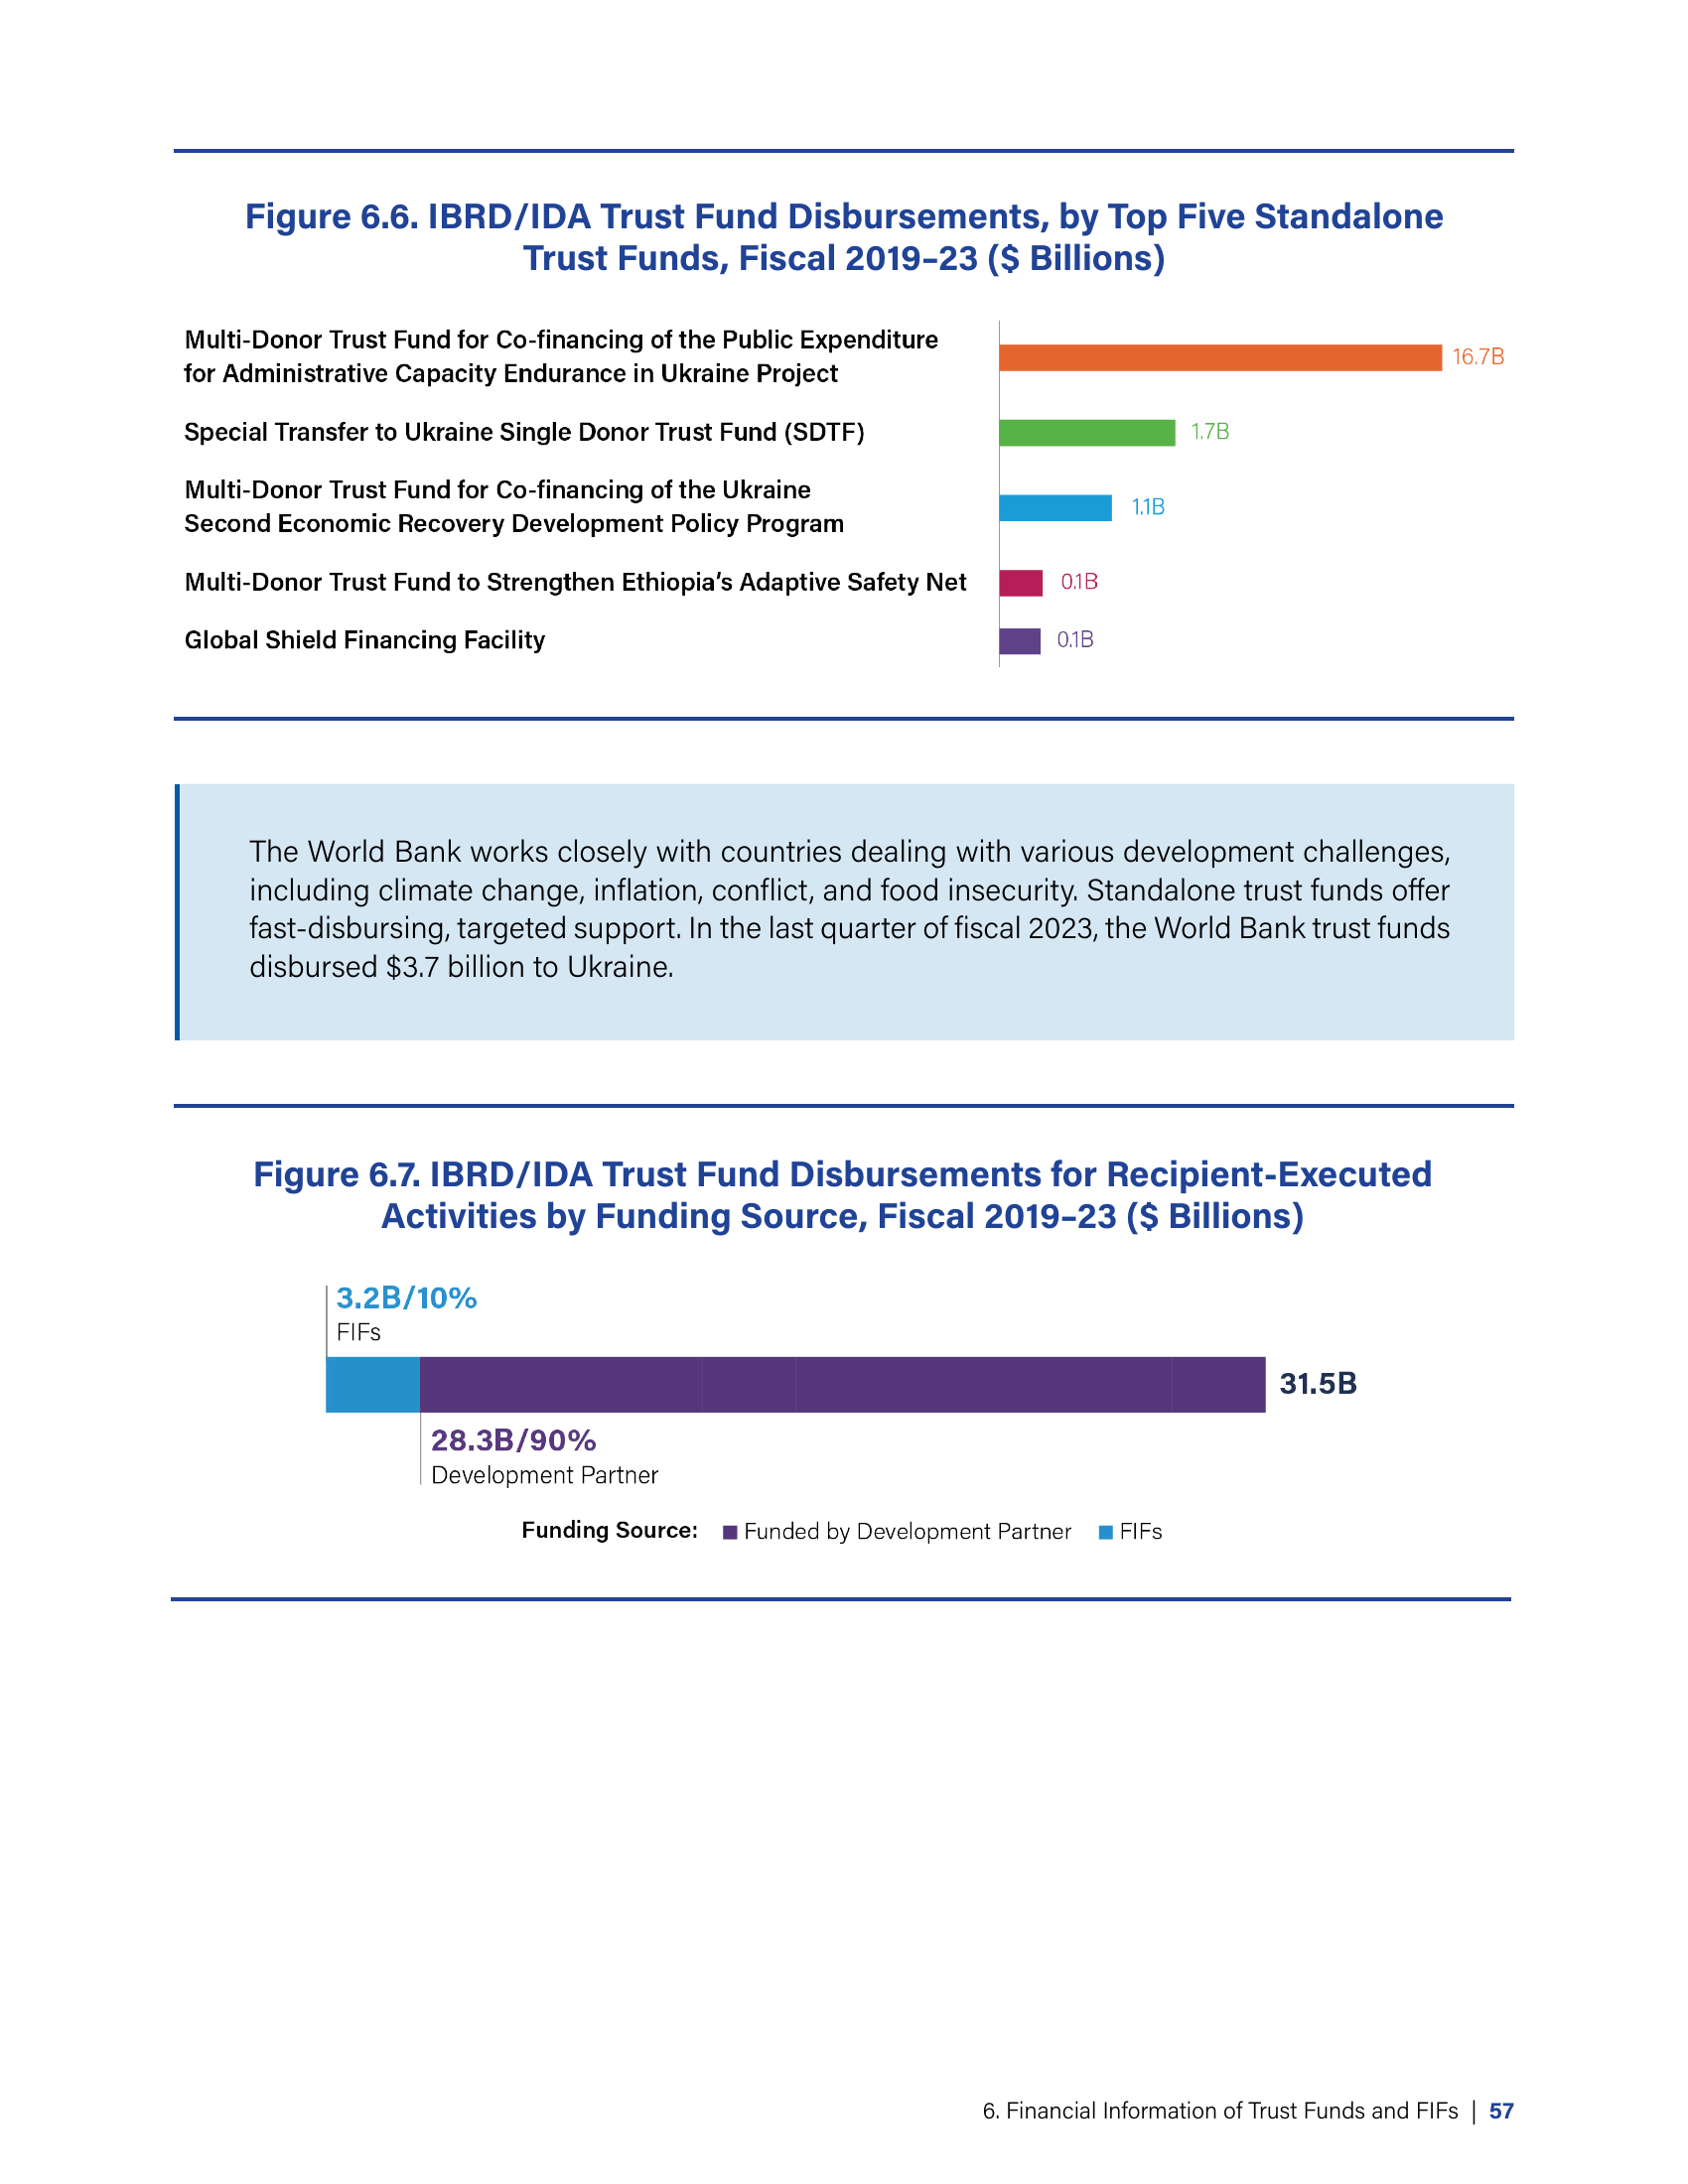 Figure 6.6. IBRD/IDA Trust Fund Disbursements, by Top Five Standalone
Trust Funds, Fiscal 2019–23 ($ Billions)
Multi-Donor Trust Fund for Co-financing of the Public Expenditure
for Administrative Capacity Endurance in Ukraine Project
16.7B
Special Transfer to Ukraine Single Donor Trust Fund (SDTF)
1.7B
Multi-Donor Trust Fund for Co-financing of the Ukraine
Second Economic Recovery Development Policy Program
1.1B
Multi-Donor Trust Fund to Strengthen Ethiopia’s Adaptive Safety Net
0.1B
Global Shield Financing Facility
0.1B
The World Bank works closely with countries dealing with various development challenges,
including climate change, inflation, conflict, and food insecurity. Standalone trust funds offer
fast-disbursing, targeted support. In the last quarter of fiscal 2023, the World Bank trust funds
disbursed $3.7 billion to Ukraine.
Figure 6.7. IBRD/IDA Trust Fund Disbursements for Recipient-Executed
Activities by Funding Source, Fiscal 2019–23 ($ Billions)
3.2B/10%
FIFs
31.5B
28.3B/90%
Development Partner
Funding Source: Funded by Development Partner FIFs
6. Financial Information of Trust Funds and FIFs | 57